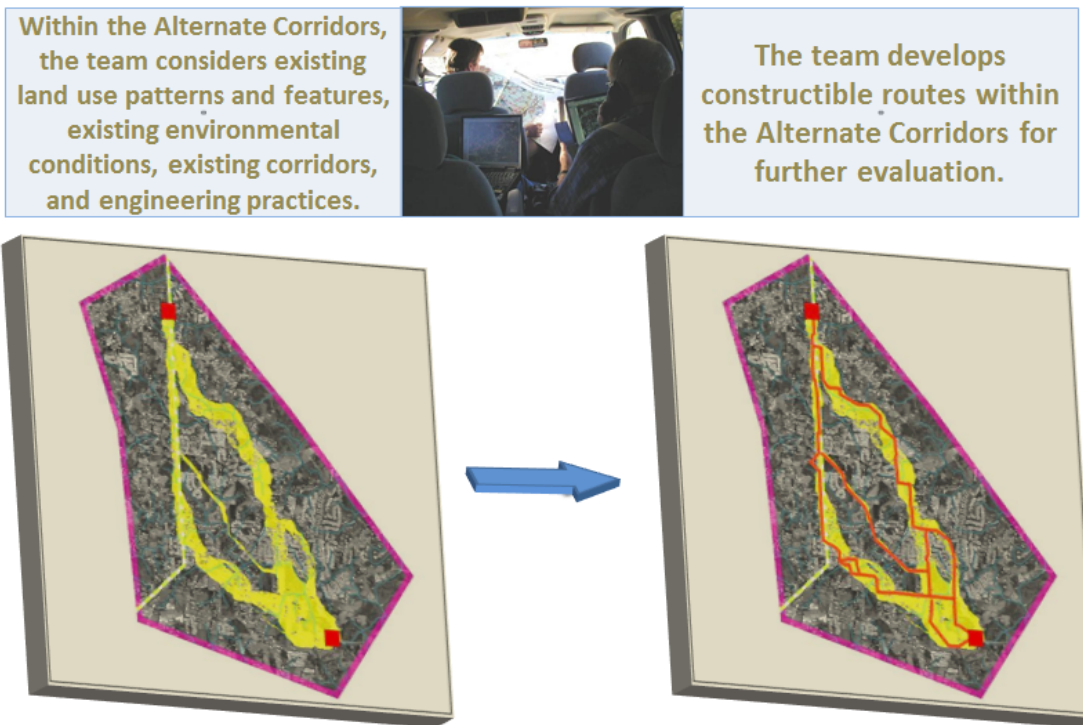 Within the Alternate Corridors,
the team considers existing
land use patterns and features,
existing environmental
conditions, existing corridors,
and engineering practices.
The team develops
constructible routes within
the Alternate Corridors for
further evaluation.